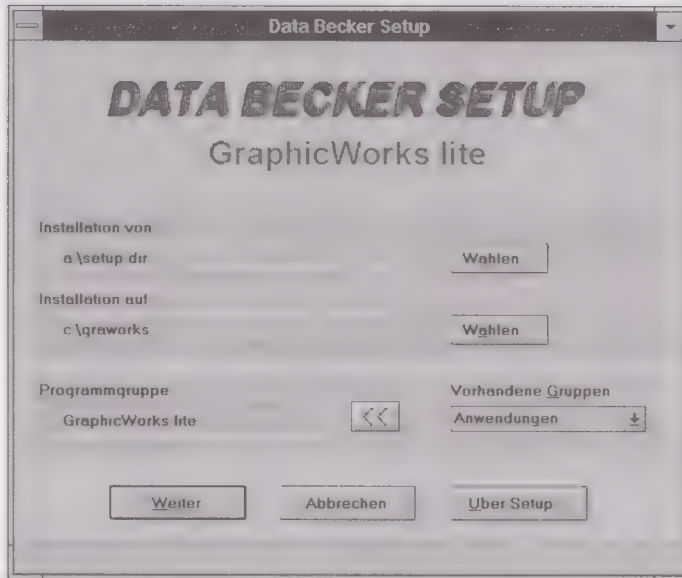 Data Becker Setup
DATA BECKER SETUP
GraphicWorks lite
Installation von
a \setup dir
Wahlen
Installation auf
c \graworks
Wahlen
Programmgruppe
GraphicWorks lite
<<
Vorhandene Gruppen
Anwendungen
Weiter
Abbrechen
Uber Setup